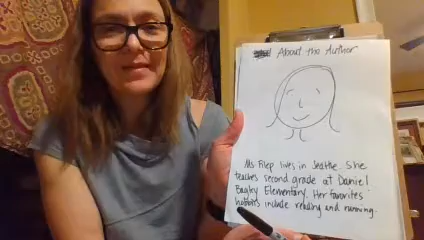 About the Author
Ms. Flep lives in Seattle. She
teaches second grade at Daniel
Bagley Elementary. Her favorites
hobbies include reading and running.